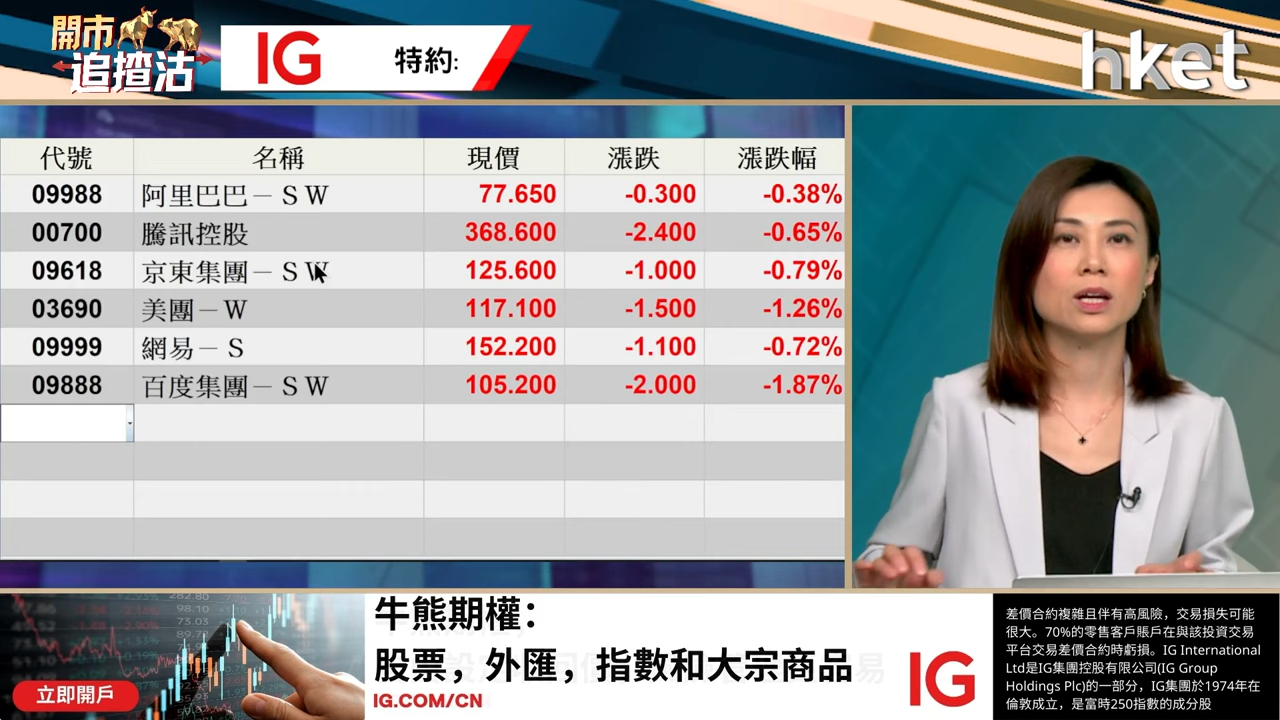 開市
追揸沽
IG 特約:
hket
代號 名稱 現價 漲跌 漲跌幅
09988 阿里巴巴－ＳＷ 77.650 -0.300 -0.38%
00700 騰訊控股 368.600 -2.400 -0.65%
09618 京東集團－ＳＷ 125.600 -1.000 -0.79%
03690 美團－Ｗ 117.100 -1.500 -1.26%
09999 網易－Ｓ 152.200 -1.100 -0.72%
09888 百度集團－ＳＷ 105.200 -2.000 -1.87%
282.80
98.10
73.03
立即開戶
牛熊期權：
股票，外匯，指數和大宗商品
IG.COM/CN
IG
差價合約複雜且伴有高風險，交易損失可能
很大。70%的零售客戶賬戶在與該投資交易
平台交易差價合約時虧損。IG International
Ltd是IG集團控股有限公司(IG Group
Holdings Plc)的一部分，IG集團於1974年在
倫敦成立，是富時250指數的成分股